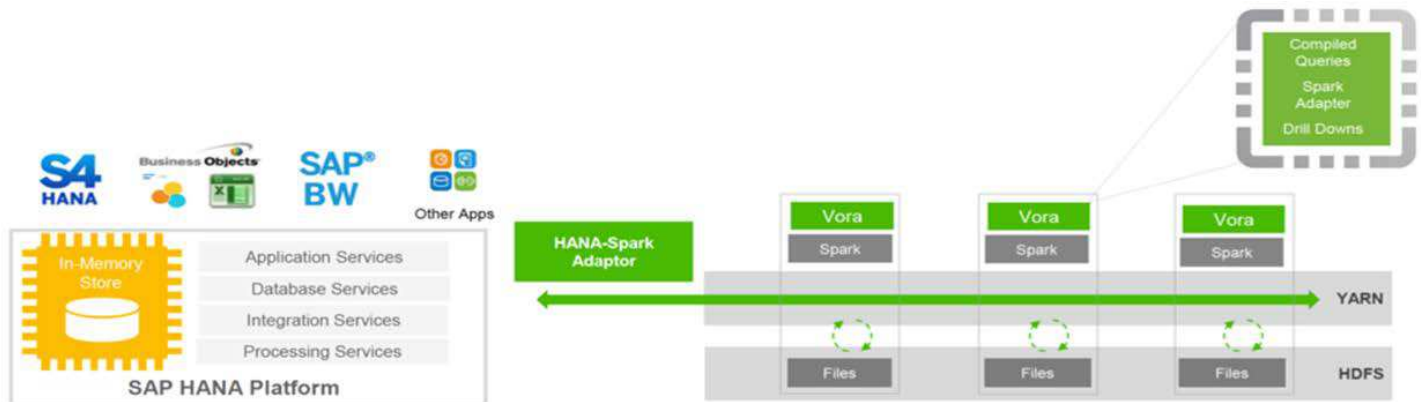 Compiled
Queries
Spark
Adapter
Drill Downs
S4
HANA
Business Objects
SAP®
BW
Other Apps
In-Memory
Store
Application Services
Database Services
Integration Services
Processing Services
SAP HANA Platform
HANA-Spark
Adaptor
Vora
Spark
Vora
Spark
Vora
Spark
YARN
Files
Files
Files
HDFS